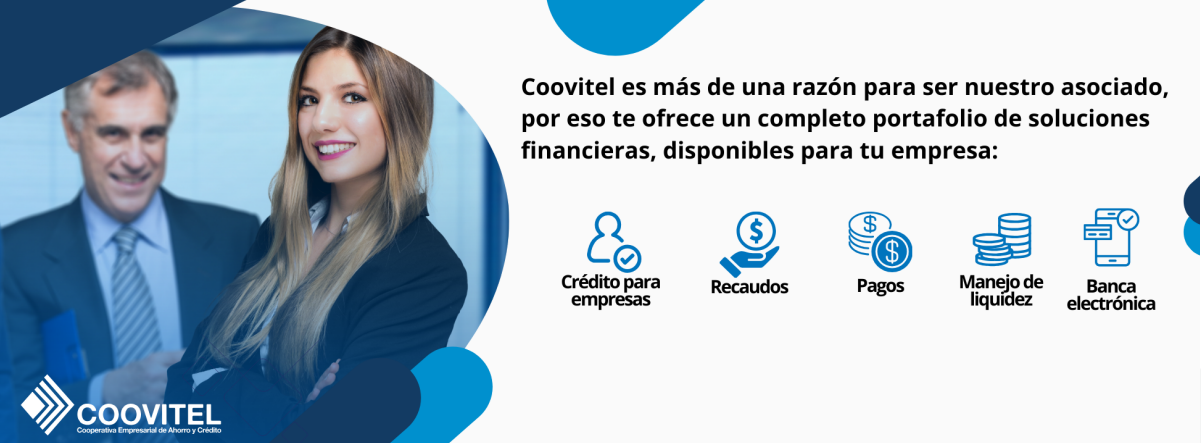 Coovitel es más de una razón para ser nuestro asociado,
por eso te ofrece un completo portafolio de soluciones
financieras, disponibles para tu empresa:
Crédito para
empresas
Recaudos
Pagos
Manejo de
liquídez
Banca
electrónica
COOVITEL
Cooperativa Empresarial de Ahorro y Crédito